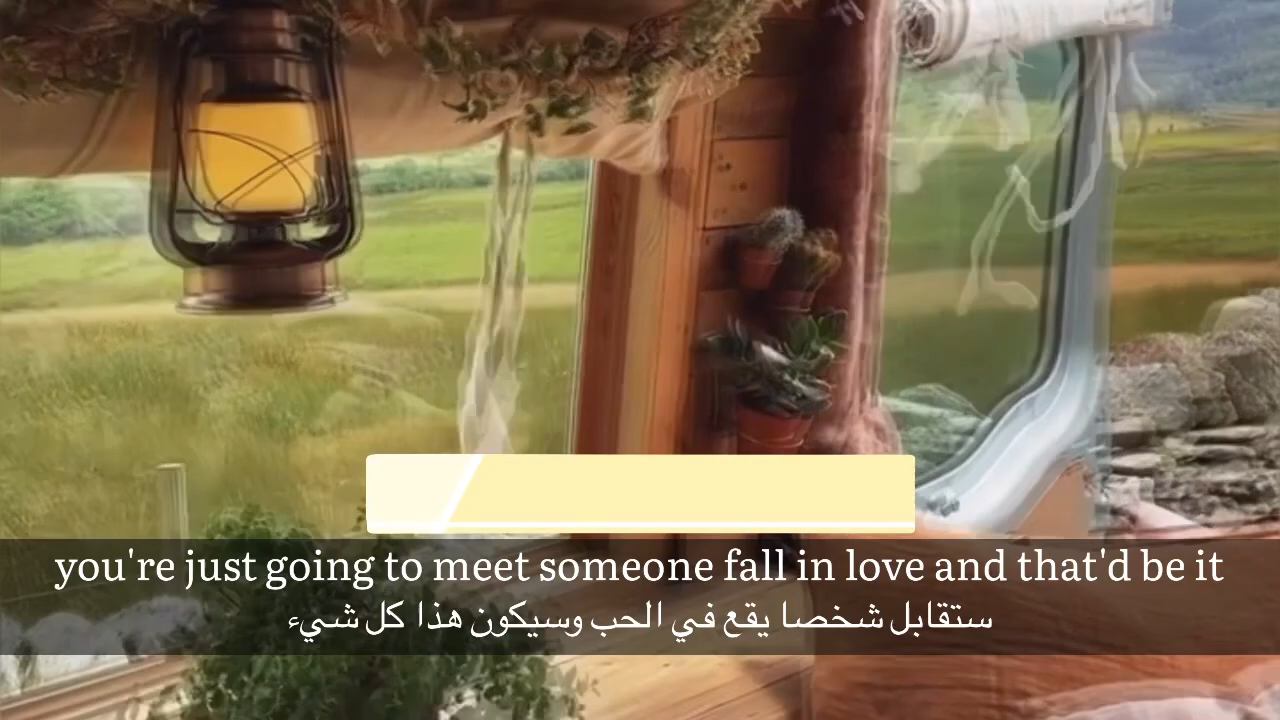 you're just going to meet someone fall in love and that'd be it
ستقابل شخصا يقع في الحب وسيكون هذا كل شيء